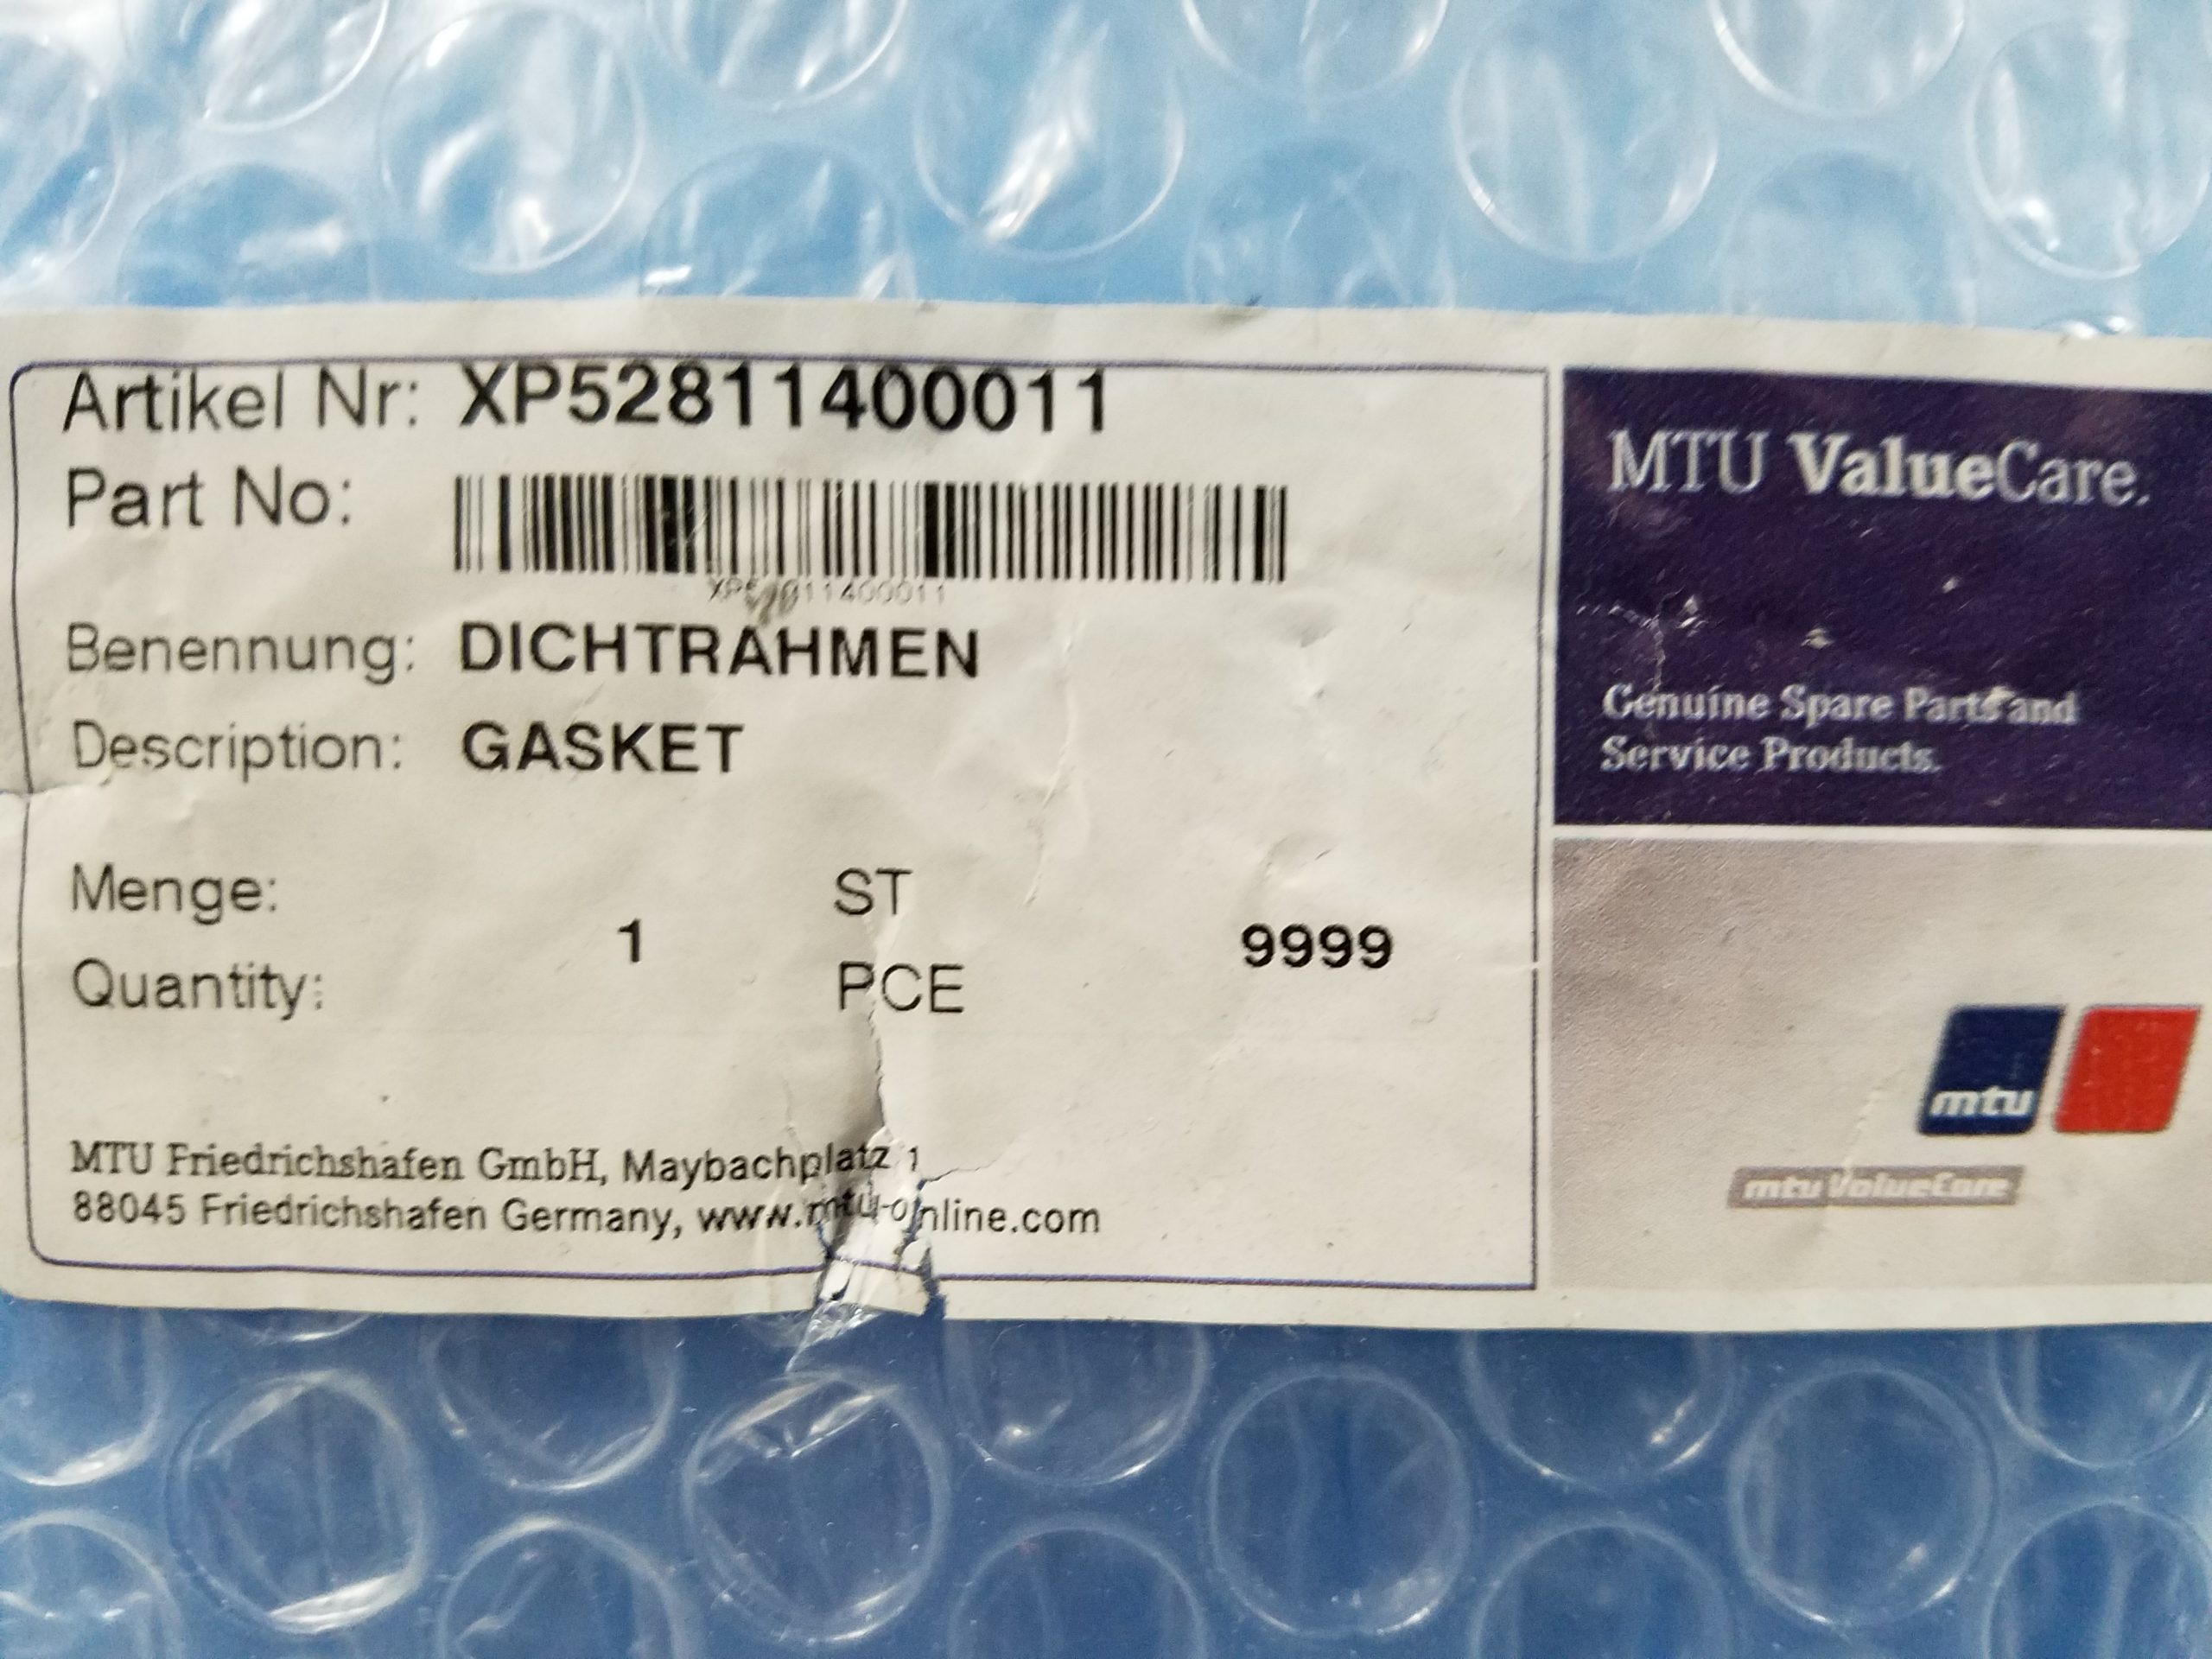 Artikel Nr: XP52811400011
Part No:
XP52811400011
Benennung: DICHTRAHMEN
Description: GASKET
Menge: ST
1 9999
Quantity: PCE
MTU Friedrichshafen GmbH, Maybachplatz 1
88045 Friedrichshafen Germany, www.mtu-online.com
MTU ValueCare.
Genuine Spare Parts and
Service Products.
mtu
mtu ValueCare